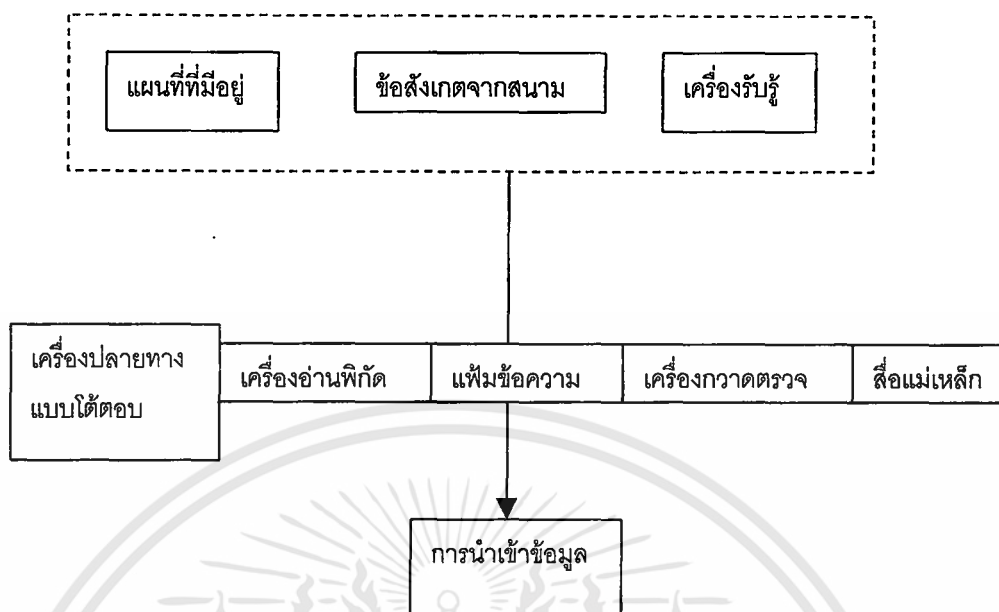 แผนที่ที่มีอยู่
ข้อสังเกตจากสนาม
เครื่องรับรู้
เครื่องปลายทาง
แบบโต้ตอบ
เครื่องอ่านพิกัด
แฟ้มข้อความ
เครื่องกวาดตรวจ
สื่อแม่เหล็ก
การนำเข้าข้อมูล